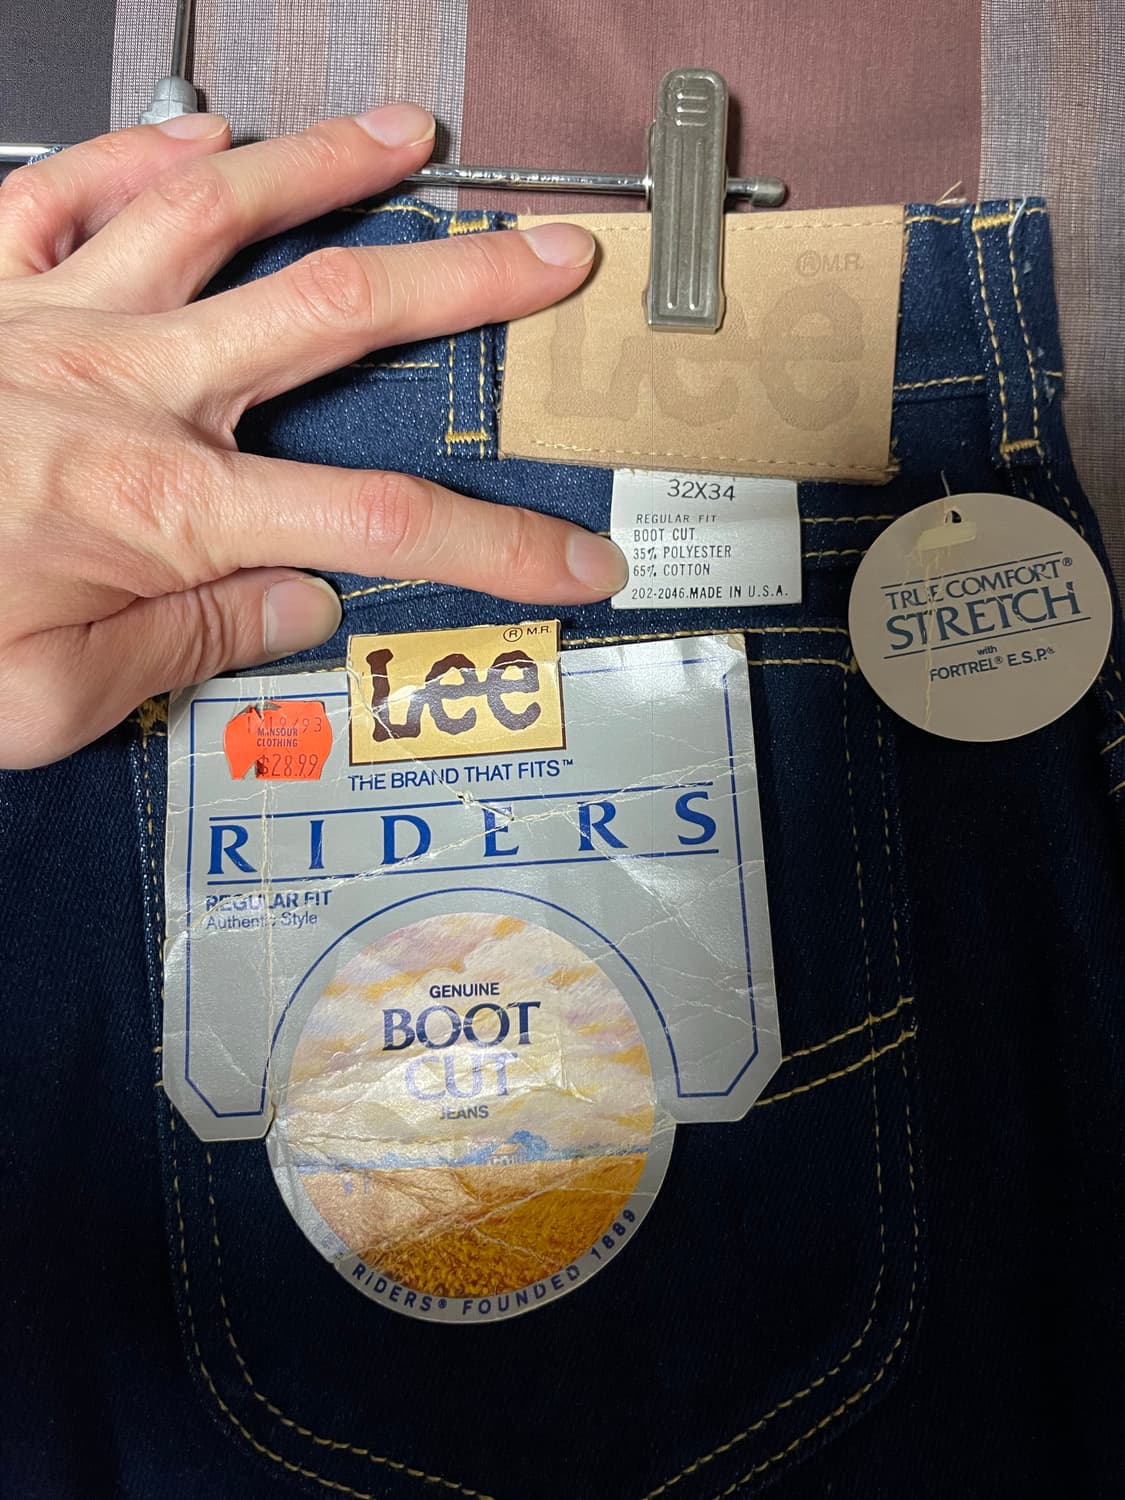 ®M.R.
Lee
32X34
REGULAR FIT
BOOT CUT
35% POLYESTER
65% COTTON
202-2046.MADE IN U.S.A.
TRUE COMFORT®
STRETCH
with
FORTREL® E.S.P.®
® M.R.
Lee
THE BRAND THAT FITS™
MANSOUR
CLOTHING
$28.99
RIDERS
REGULAR FIT
Authentic Style
GENUINE
BOOT
CUT
JEANS
RIDERS® FOUNDED 1889